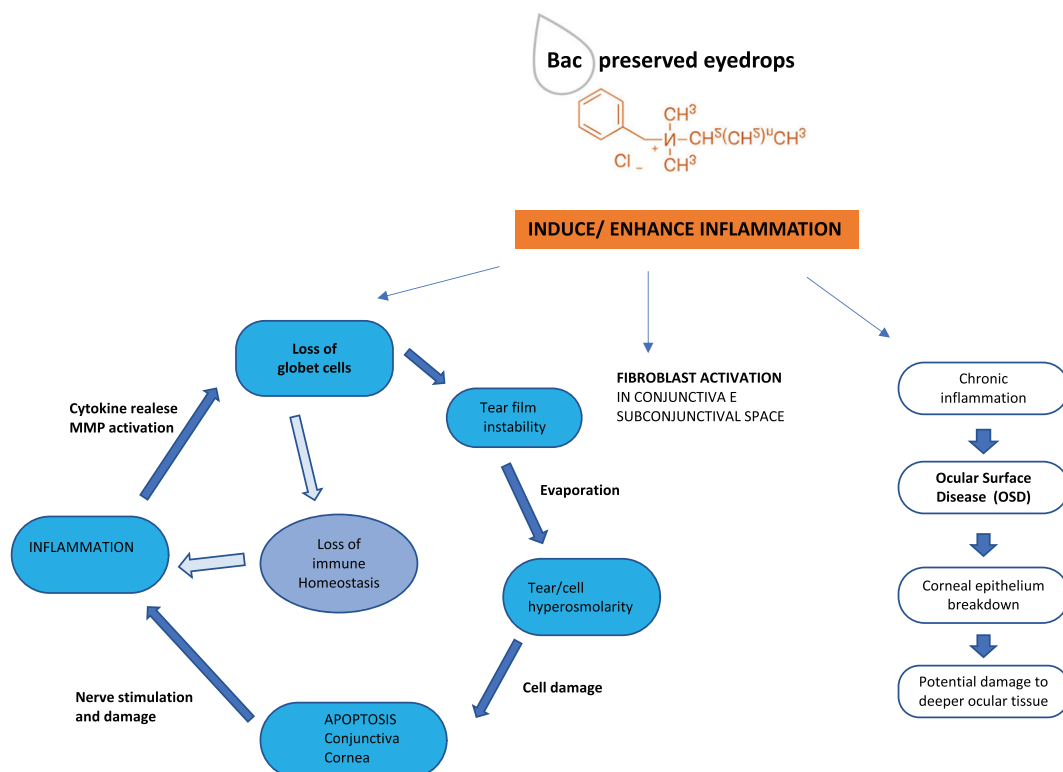 Bac preserved eyedrops
CH³
И
+
CH²(CH²)ᵘCH³
Cl
−
CH³
INDUCE/ ENHANCE INFLAMMATION
Loss of
globet cells
Cytokine realese
MMP activation
Tear film
instability
FIBROBLAST ACTIVATION
IN CONJUNCTIVA E
SUBCONJUNCTIVAL SPACE
Chronic
inflammation
Evaporation
Ocular Surface
Disease (OSD)
INFLAMMATION
Loss of
immune
Homeostasis
Tear/cell
hyperosmolarity
Corneal epithelium
breakdown
Nerve stimulation
and damage
Cell damage
Potential damage to
deeper ocular tissue
APOPTOSIS
Conjunctiva
Cornea